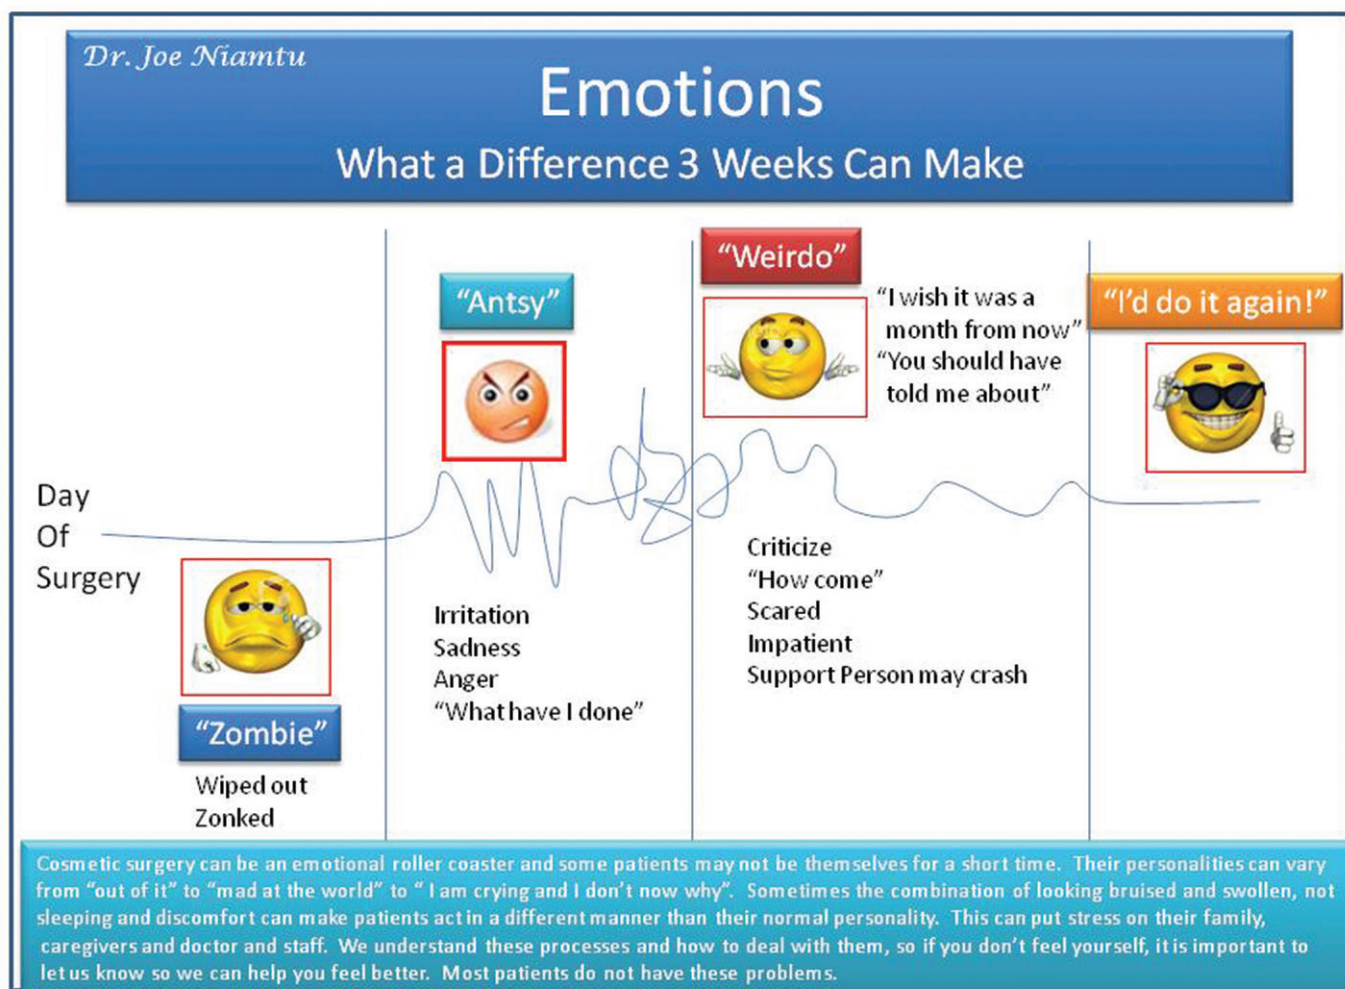 Dr. Joe Niamtu
Emotions
What a Difference 3 Weeks Can Make
Day
Of
Surgery
“Zombie”
Wiped out
Zonked
“Antsy”
Irritation
Sadness
Anger
“What have I done”
“Weirdo”
“I wish it was a
month from now”
“You should have
told me about”
Criticize
“How come”
Scared
Impatient
Support Person may crash
“I’d do it again!”
Cosmetic surgery can be an emotional roller coaster and some patients may not be themselves for a short time. Their personalities can vary
from “out of it” to “mad at the world” to “ I am crying and I don’t now why”. Sometimes the combination of looking bruised and swollen, not
sleeping and discomfort can make patients act in a different manner than their normal personality. This can put stress on their family,
caregivers and doctor and staff. We understand these processes and how to deal with them, so if you don’t feel yourself, it is important to
let us know so we can help you feel better. Most patients do not have these problems.